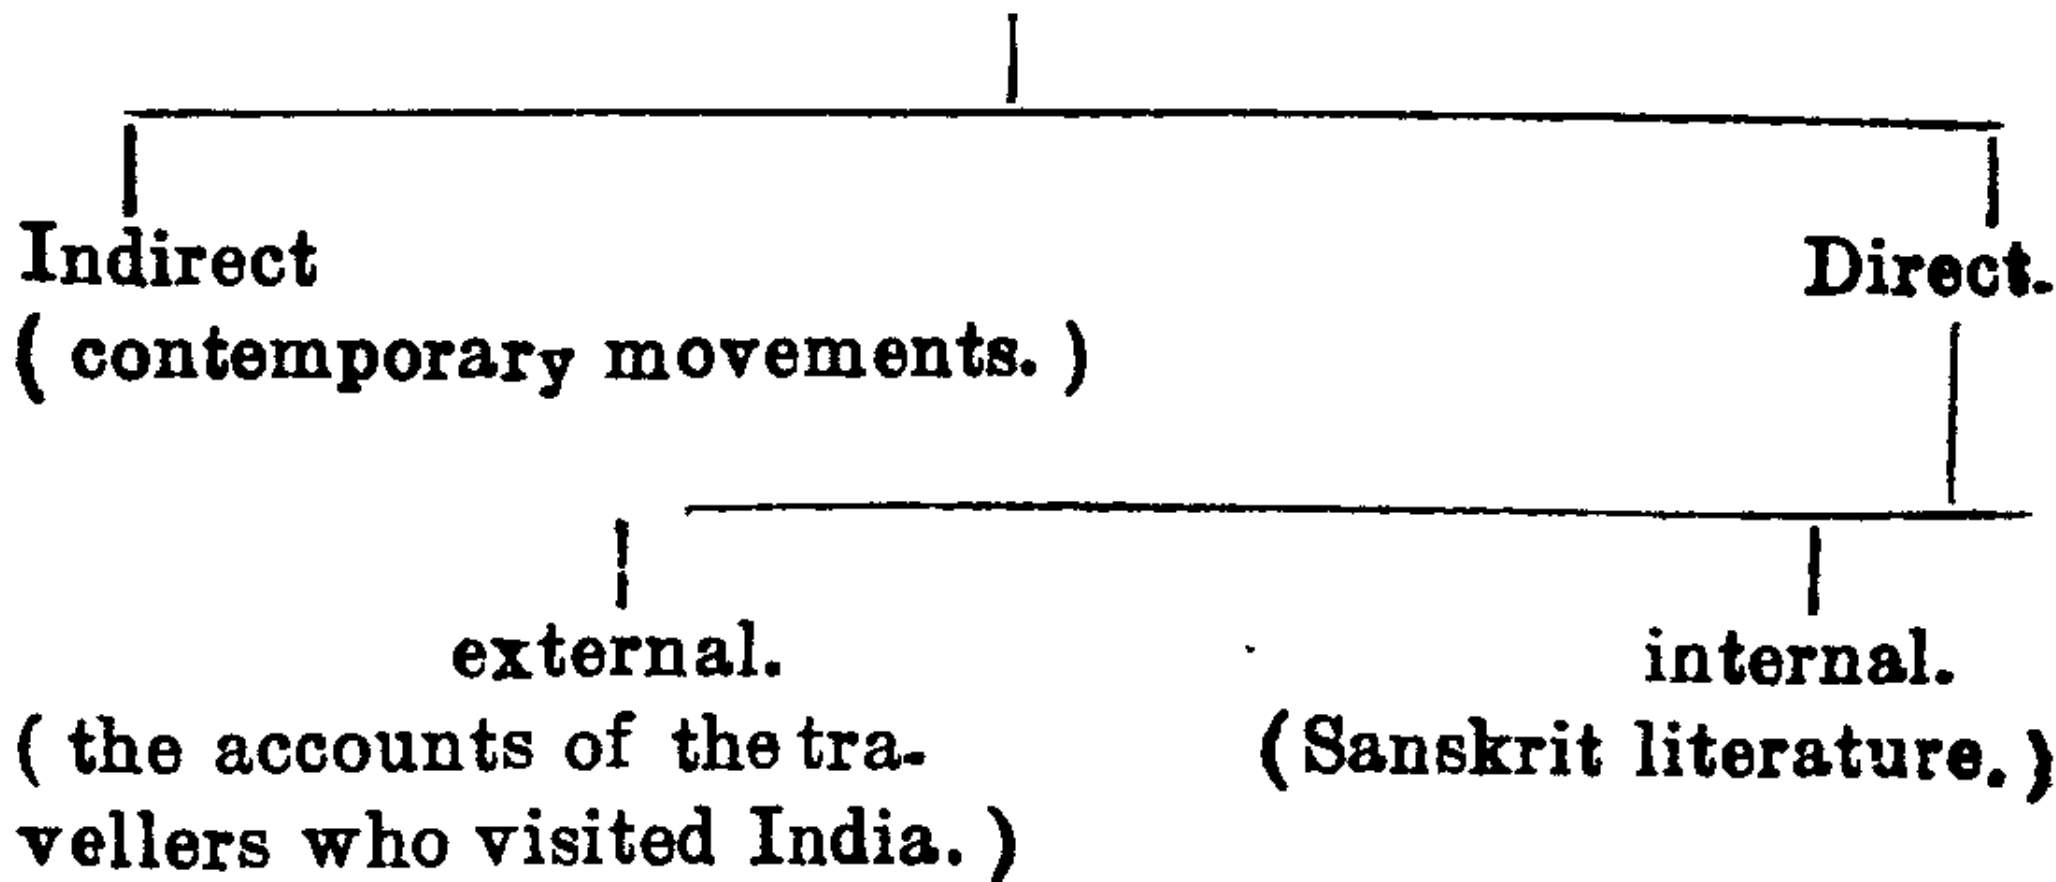 Indirect
Direct.
( contemporary movements. )
external.
internal.
( the accounts of the tra-
vellers who visited India. )
(Sanskrit literature.)